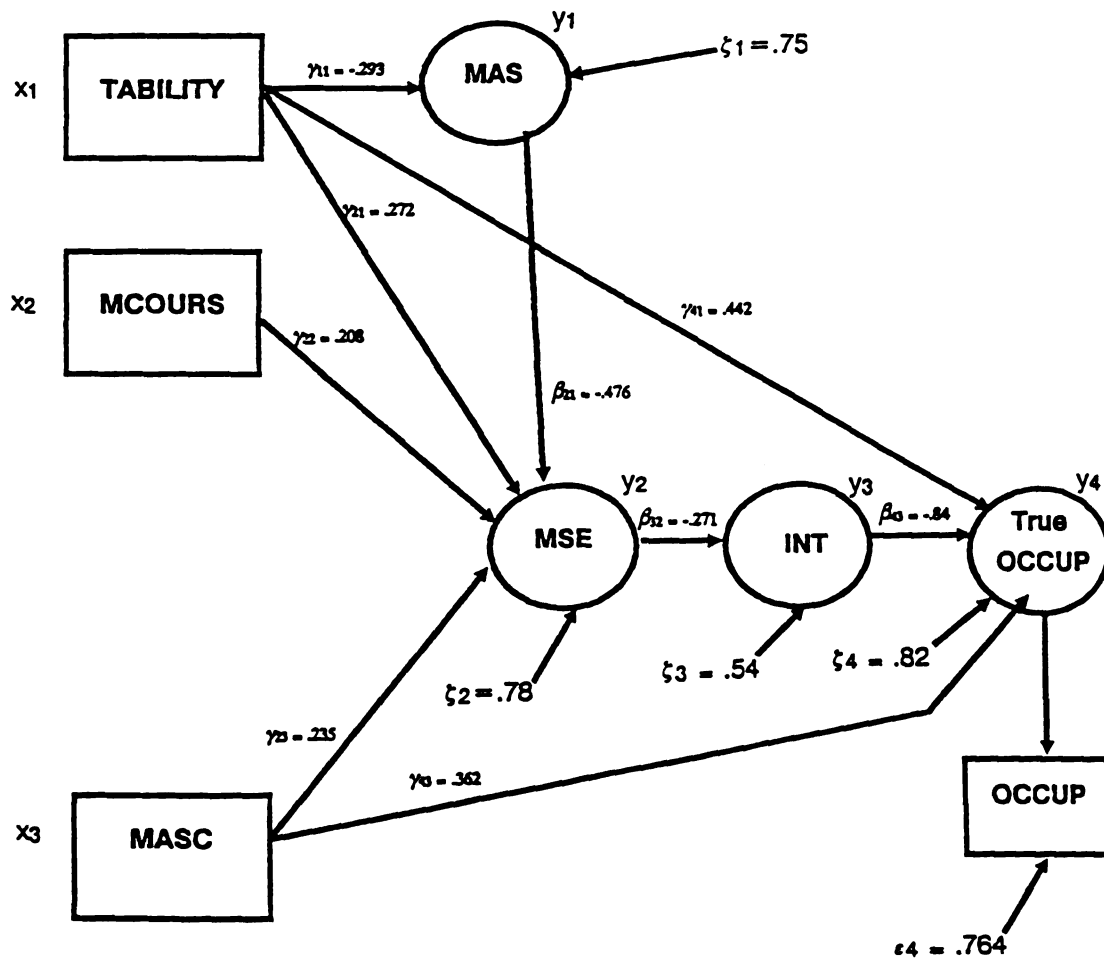 y1
ζ1 =.75
MAS
γ11 = -.293
x1
TABILITY
γ21 = .272
x2
MCOURS
γ22 = .208
γ41 = .442
β21 = -.476
y2
y3
y4
MSE
β32 = -.271
INT
β43 = -.84
True
OCCUP
ζ2 =.78
ζ3 = .54
ζ4 = .82
γ23 = .235
γ43 = .362
OCCUP
x3
MASC
ε4 = .764